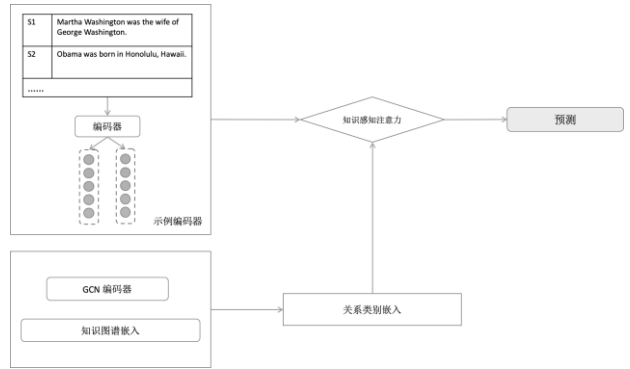 S1
Martha Washington was the wife of
George Washington.
S2
Obama was born in Honolulu, Hawaii.
......
编码器
示例编码器
知识感知注意力
预测
GCN 编码器
知识图谱嵌入
关系类别嵌入